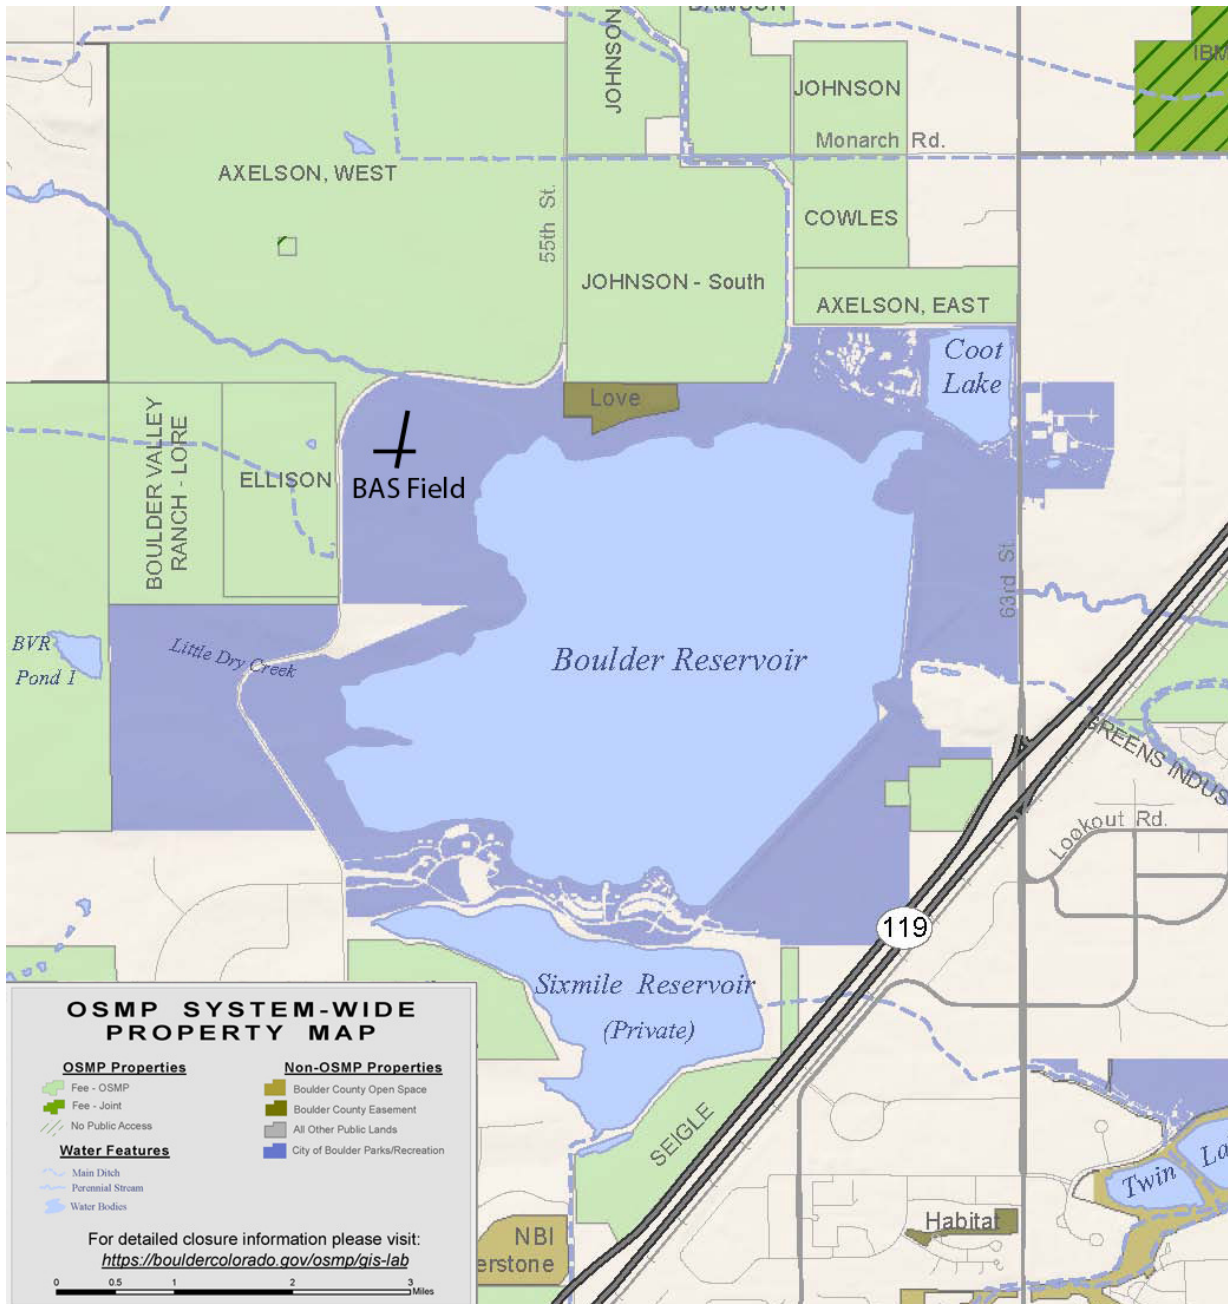 DAWSON
JOHNSON
JOHNSON
IBM
Monarch Rd.
AXELSON, WEST
55th St.
COWLES
JOHNSON - South
AXELSON, EAST
Coot
Lake
Love
BOULDER VALLEY
RANCH - LORE
ELLISON
BAS Field
63rd St.
BVR
Pond 1
Little Dry Creek
Boulder Reservoir
GREENS INDUS
Lookout Rd.
119
Sixmile Reservoir
(Private)
SEIGLE
Twin
La
Habitat
NBI
erstone
OSMP SYSTEM-WIDE
PROPERTY MAP
OSMP Properties
Fee - OSMP
Fee - Joint
No Public Access
Water Features
Main Ditch
Perennial Stream
Water Bodies
Non-OSMP Properties
Boulder County Open Space
Boulder County Easement
All Other Public Lands
City of Boulder Parks/Recreation
For detailed closure information please visit:
https://bouldercolorado.gov/osmp/gis-lab
0 0.5 1 2 3
Miles